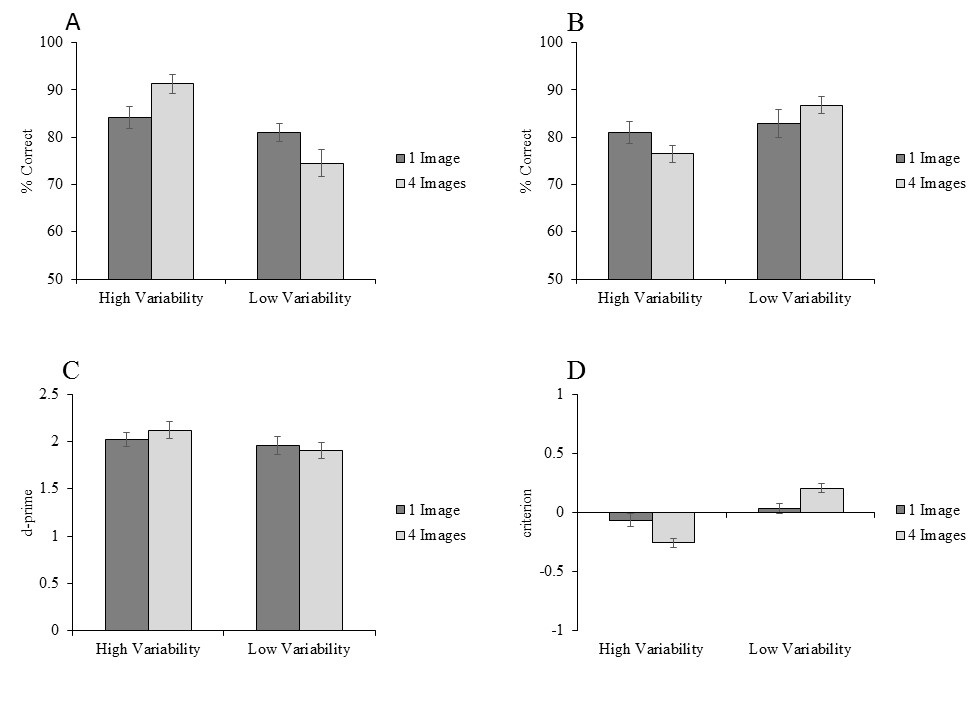 A
100
90
80
70
60
50
% Correct
High Variability
Low Variability
1 Image
4 Images
B
100
90
80
70
60
50
% Correct
High Variability
Low Variability
1 Image
4 Images
C
2.5
2
1.5
1
0.5
0
d-prime
High Variability
Low Variability
1 Image
4 Images
D
1
0.5
0
-0.5
-1
criterion
High Variability
Low Variability
1 Image
4 Images